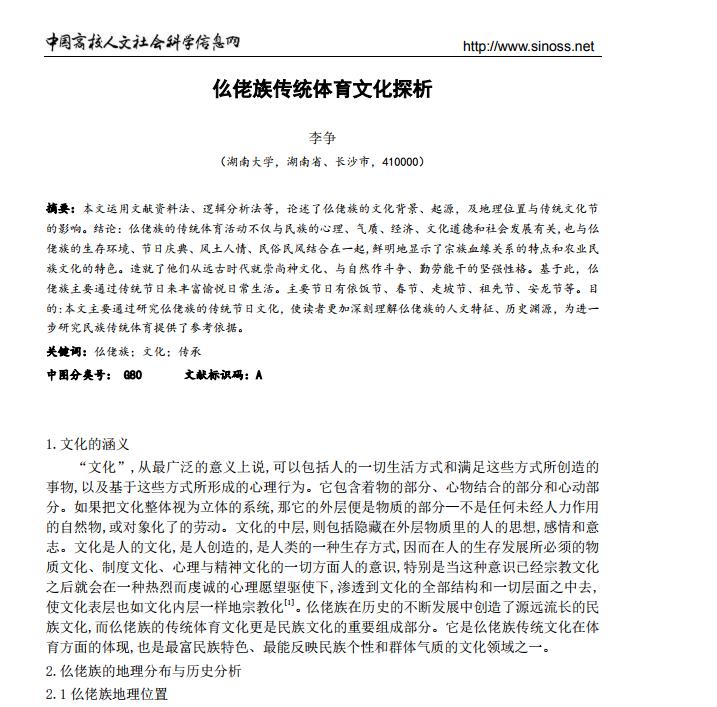 中国高校人文社会科学信息网
http://www.sinoss.net
仫佬族传统体育文化探析
李争
（湖南大学，湖南省、长沙市，410000）
摘要：本文运用文献资料法、逻辑分析法等，论述了仫佬族的文化背景、起源，及地理位置与传统文化节
的影响。结论：仫佬族的传统体育活动不仅与民族的心理、气质、经济、文化道德和社会发展有关,也与仫
佬族的生存环境、节日庆典、风土人情、民俗民风结合在一起,鲜明地显示了宗族血缘关系的特点和农业民
族文化的特色。造就了他们从远古时代就崇尚神文化、与自然作斗争、勤劳能干的坚强性格。基于此，仫
佬族主要通过传统节日来丰富愉悦日常生活。主要节日有依饭节、春节、走坡节、祖先节、安龙节等。目
的:本文主要通过研究仫佬族的传统节日文化，使读者更加深刻理解仫佬族的人文特征、历史渊源，为进一
步研究民族传统体育提供了参考依据。
关键词：仫佬族；文化；传承
中图分类号： G80 文献标识码：A
1.文化的涵义
“文化”,从最广泛的意义上说,可以包括人的一切生活方式和满足这些方式所创造的
事物,以及基于这些方式所形成的心理行为。它包含着物的部分、心物结合的部分和心动部
分。如果把文化整体视为立体的系统,那它的外层便是物质的部分—不是任何未经人力作用
的自然物,或对象化了的劳动。文化的中层,则包括隐藏在外层物质里的人的思想,感情和意
志。文化是人的文化,是人创造的,是人类的一种生存方式,因而在人的生存发展所必须的物
质文化、制度文化、心理与精神文化的一切方面人的意识,特别是当这种意识已经宗教文化
之后就会在一种热烈而虔诚的心理愿望驱使下,渗透到文化的全部结构和一切层面之中去,
使文化表层也如文化内层一样地宗教化[1]。仫佬族在历史的不断发展中创造了源远流长的民
族文化,而仫佬族的传统体育文化更是民族文化的重要组成部分。它是仫佬族传统文化在体
育方面的体现,也是最富民族特色、最能反映民族个性和群体气质的文化领域之一。
2.仫佬族的地理分布与历史分析
2.1 仫佬族地理位置